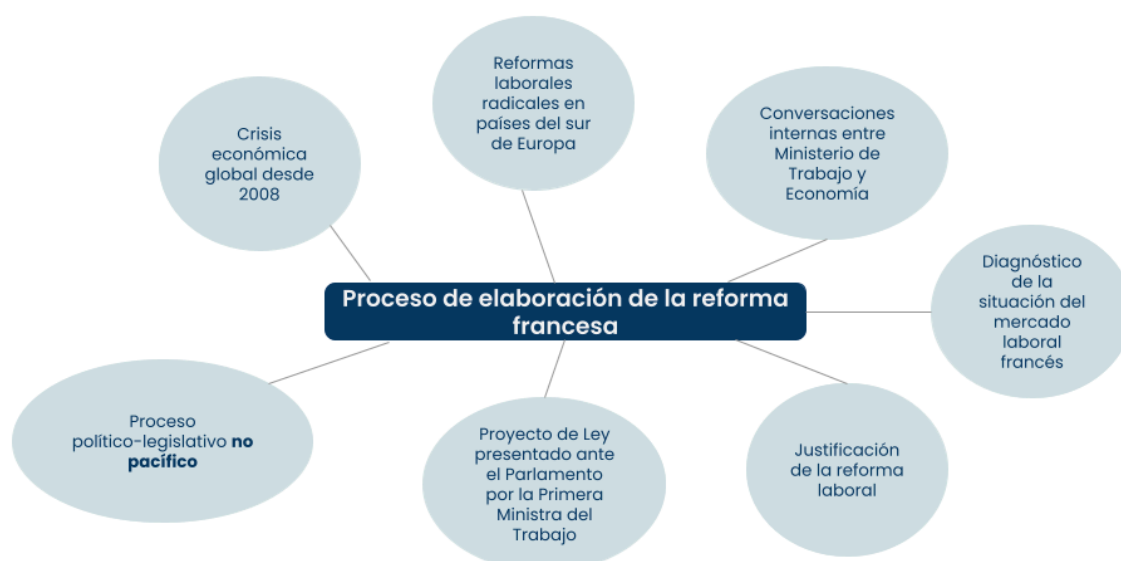 Reformas
laborales
radicales en
países del sur
de Europa
Conversaciones
internas entre
Ministerio de
Trabajo y
Economía
Crisis
económica
global desde
2008
Diagnóstico
de la
situación del
mercado
laboral
francés
Proceso de elaboración de la reforma
francesa
Proceso
político-legislativo no
pacífico
Proyecto de Ley
presentado ante
el Parlamento
por la Primera
Ministra del
Trabajo
Justificación
de la reforma
laboral